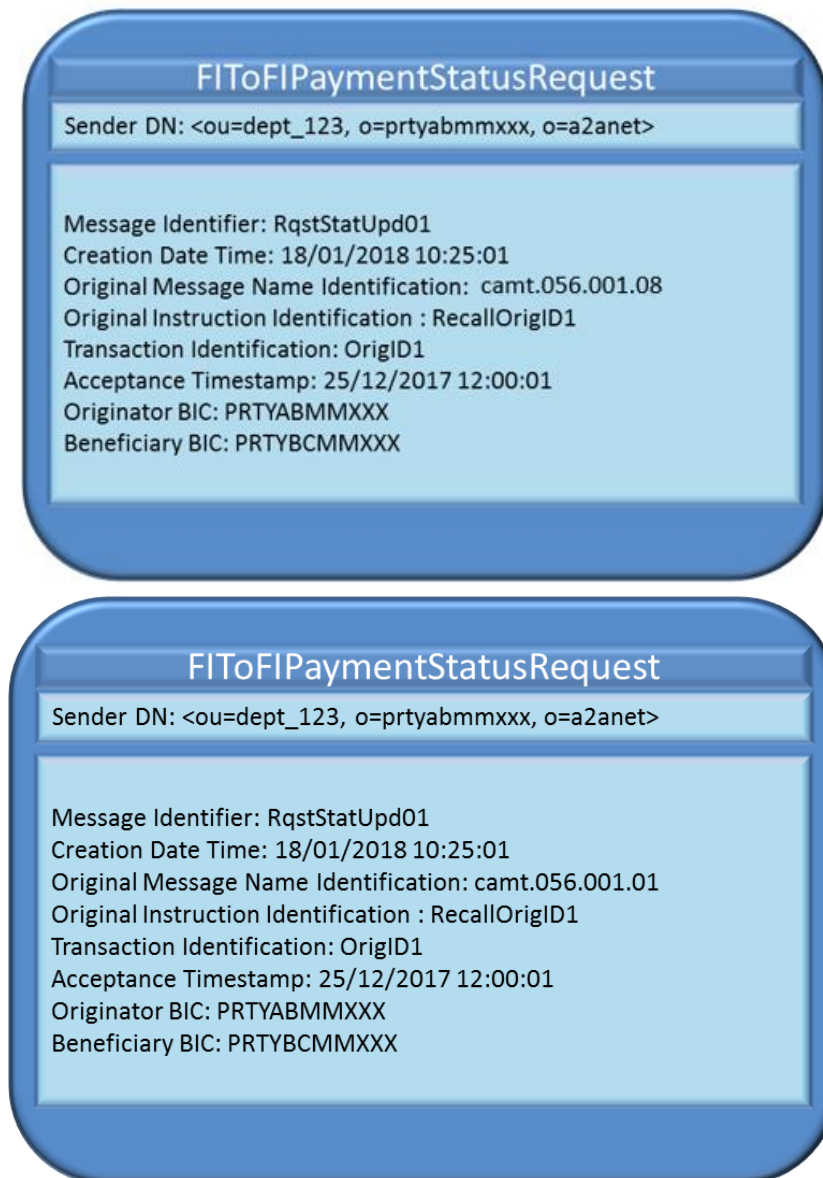 FIToFIPaymentStatusRequest
Sender DN: <ou=dept_123, o=prtyabmmxxx, o=a2anet>
Message Identifier: RqstStatUpd01
Creation Date Time: 18/01/2018 10:25:01
Original Message Name Identification: camt.056.001.08
Original Instruction Identification : RecallOrigID1
Transaction Identification: OrigID1
Acceptance Timestamp: 25/12/2017 12:00:01
Originator BIC: PRTYABMMXXX
Beneficiary BIC: PRTYBCMMXXX
FIToFIPaymentStatusRequest
Sender DN: <ou=dept_123, o=prtyabmmxxx, o=a2anet>
Message Identifier: RqstStatUpd01
Creation Date Time: 18/01/2018 10:25:01
Original Message Name Identification: camt.056.001.01
Original Instruction Identification : RecallOrigID1
Transaction Identification: OrigID1
Acceptance Timestamp: 25/12/2017 12:00:01
Originator BIC: PRTYABMMXXX
Beneficiary BIC: PRTYBCMMXXX